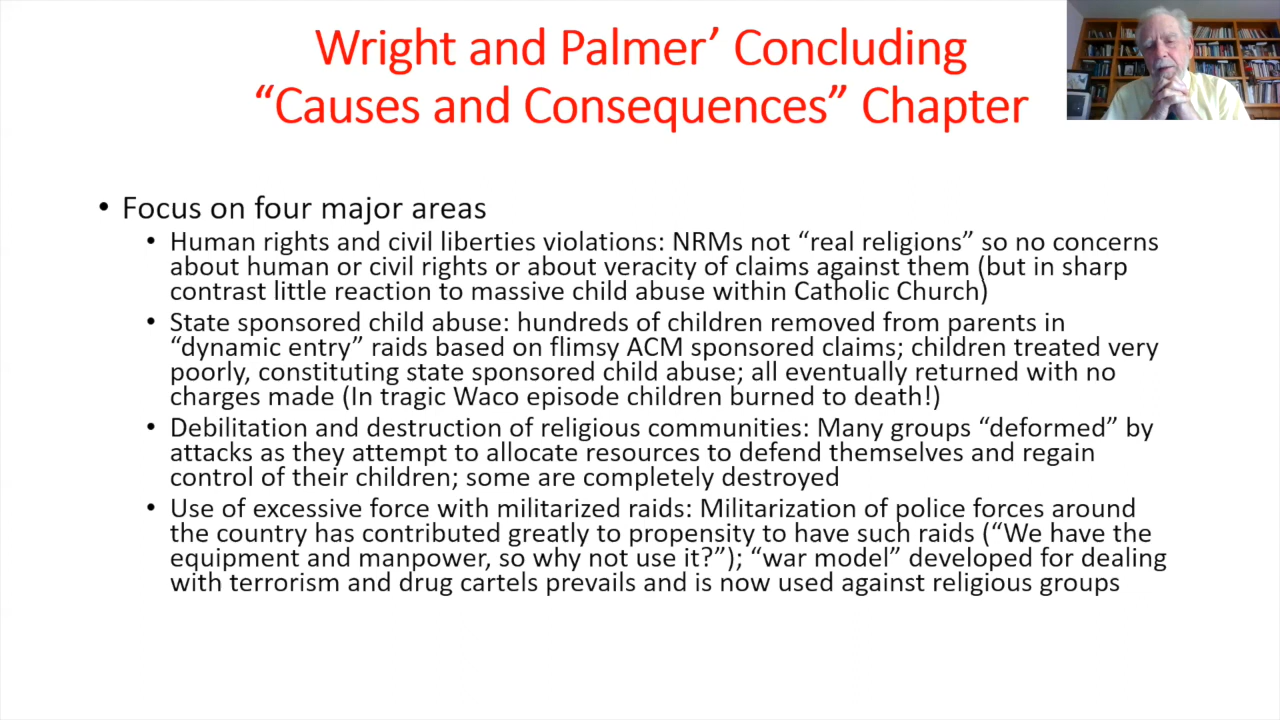 Wright and Palmer’ Concluding
“Causes and Consequences” Chapter
• Focus on four major areas
• Human rights and civil liberties violations: NRMs not “real religions” so no concerns
about human or civil rights or about veracity of claims against them (but in sharp
contrast little reaction to massive child abuse within Catholic Church)
• State sponsored child abuse: hundreds of children removed from parents in
“dynamic entry” raids based on flimsy ACM sponsored claims; children treated very
poorly, constituting state sponsored child abuse; all eventually returned with no
charges made (In tragic Waco episode children burned to death!)
• Debilitation and destruction of religious communities: Many groups “deformed” by
attacks as they attempt to allocate resources to defend themselves and regain
control of their children; some are completely destroyed
• Use of excessive force with militarized raids: Militarization of police forces around
the country has contributed greatly to propensity to have such raids (“We have the
equipment and manpower, so why not use it?”); “war model” developed for dealing
with terrorism and drug cartels prevails and is now used against religious groups